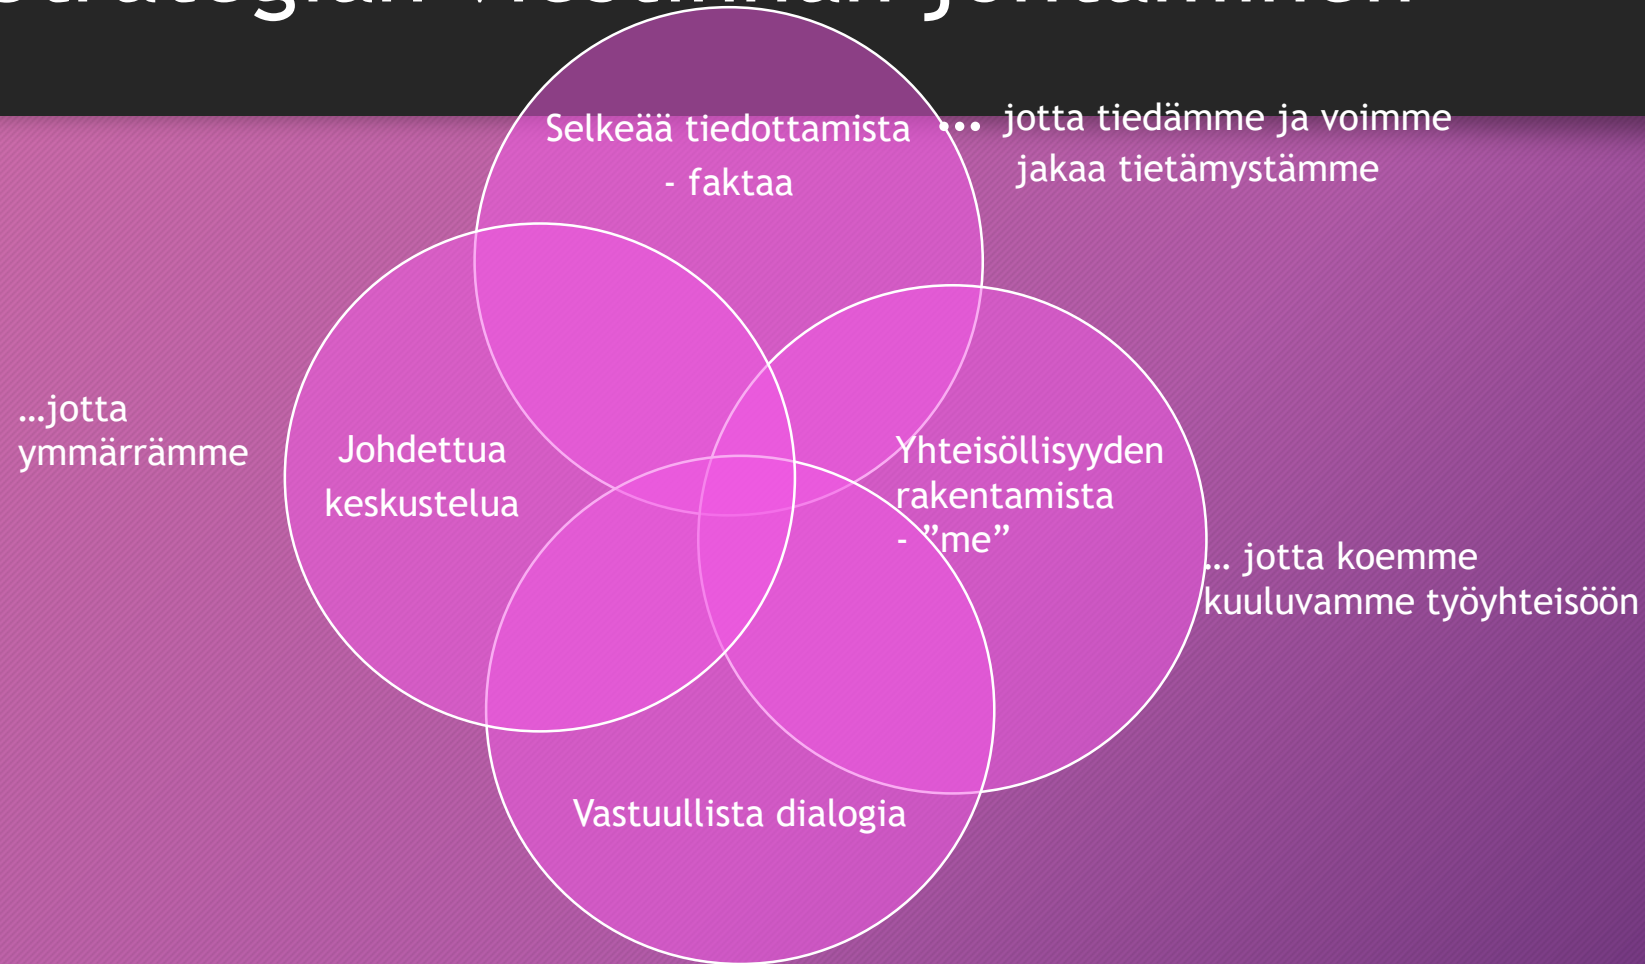 Selkeää tiedottamista
- faktaa
... jotta tiedämme ja voimme
jakaa tietämystämme
…jotta
ymmärrämme
Johdettua
keskustelua
Yhteisöllisyyden
rakentamista
- ”me”
… jotta koemme
kuuluvamme työyhteisöön
Vastuullista dialogia